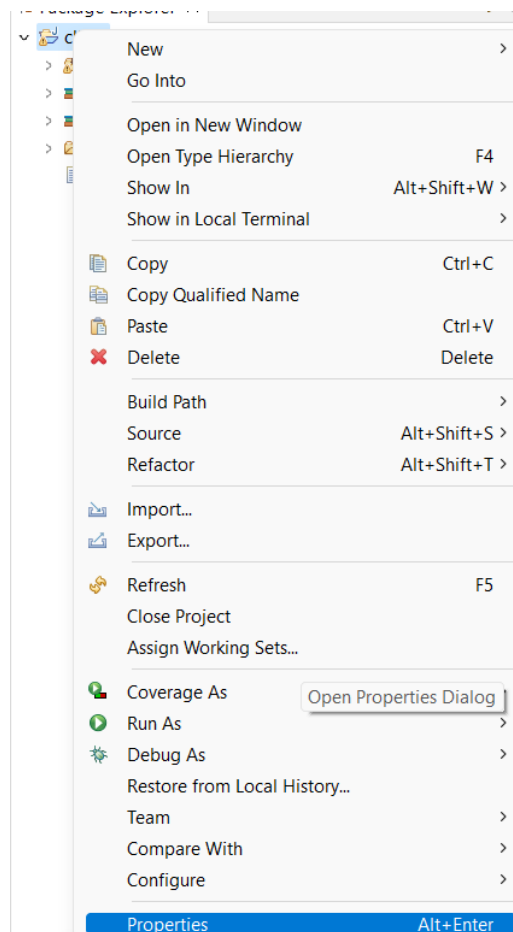 Package Explorer
New
Go Into
Open in New Window
Open Type Hierarchy F4
Show In Alt+Shift+W
Show in Local Terminal
Copy Ctrl+C
Copy Qualified Name
Paste Ctrl+V
Delete Delete
Build Path
Source Alt+Shift+S
Refactor Alt+Shift+T
Import...
Export...
Refresh F5
Close Project
Assign Working Sets...
Coverage As
Open Properties Dialog
Run As
Debug As
Restore from Local History...
Team
Compare With
Configure
Properties Alt+Enter